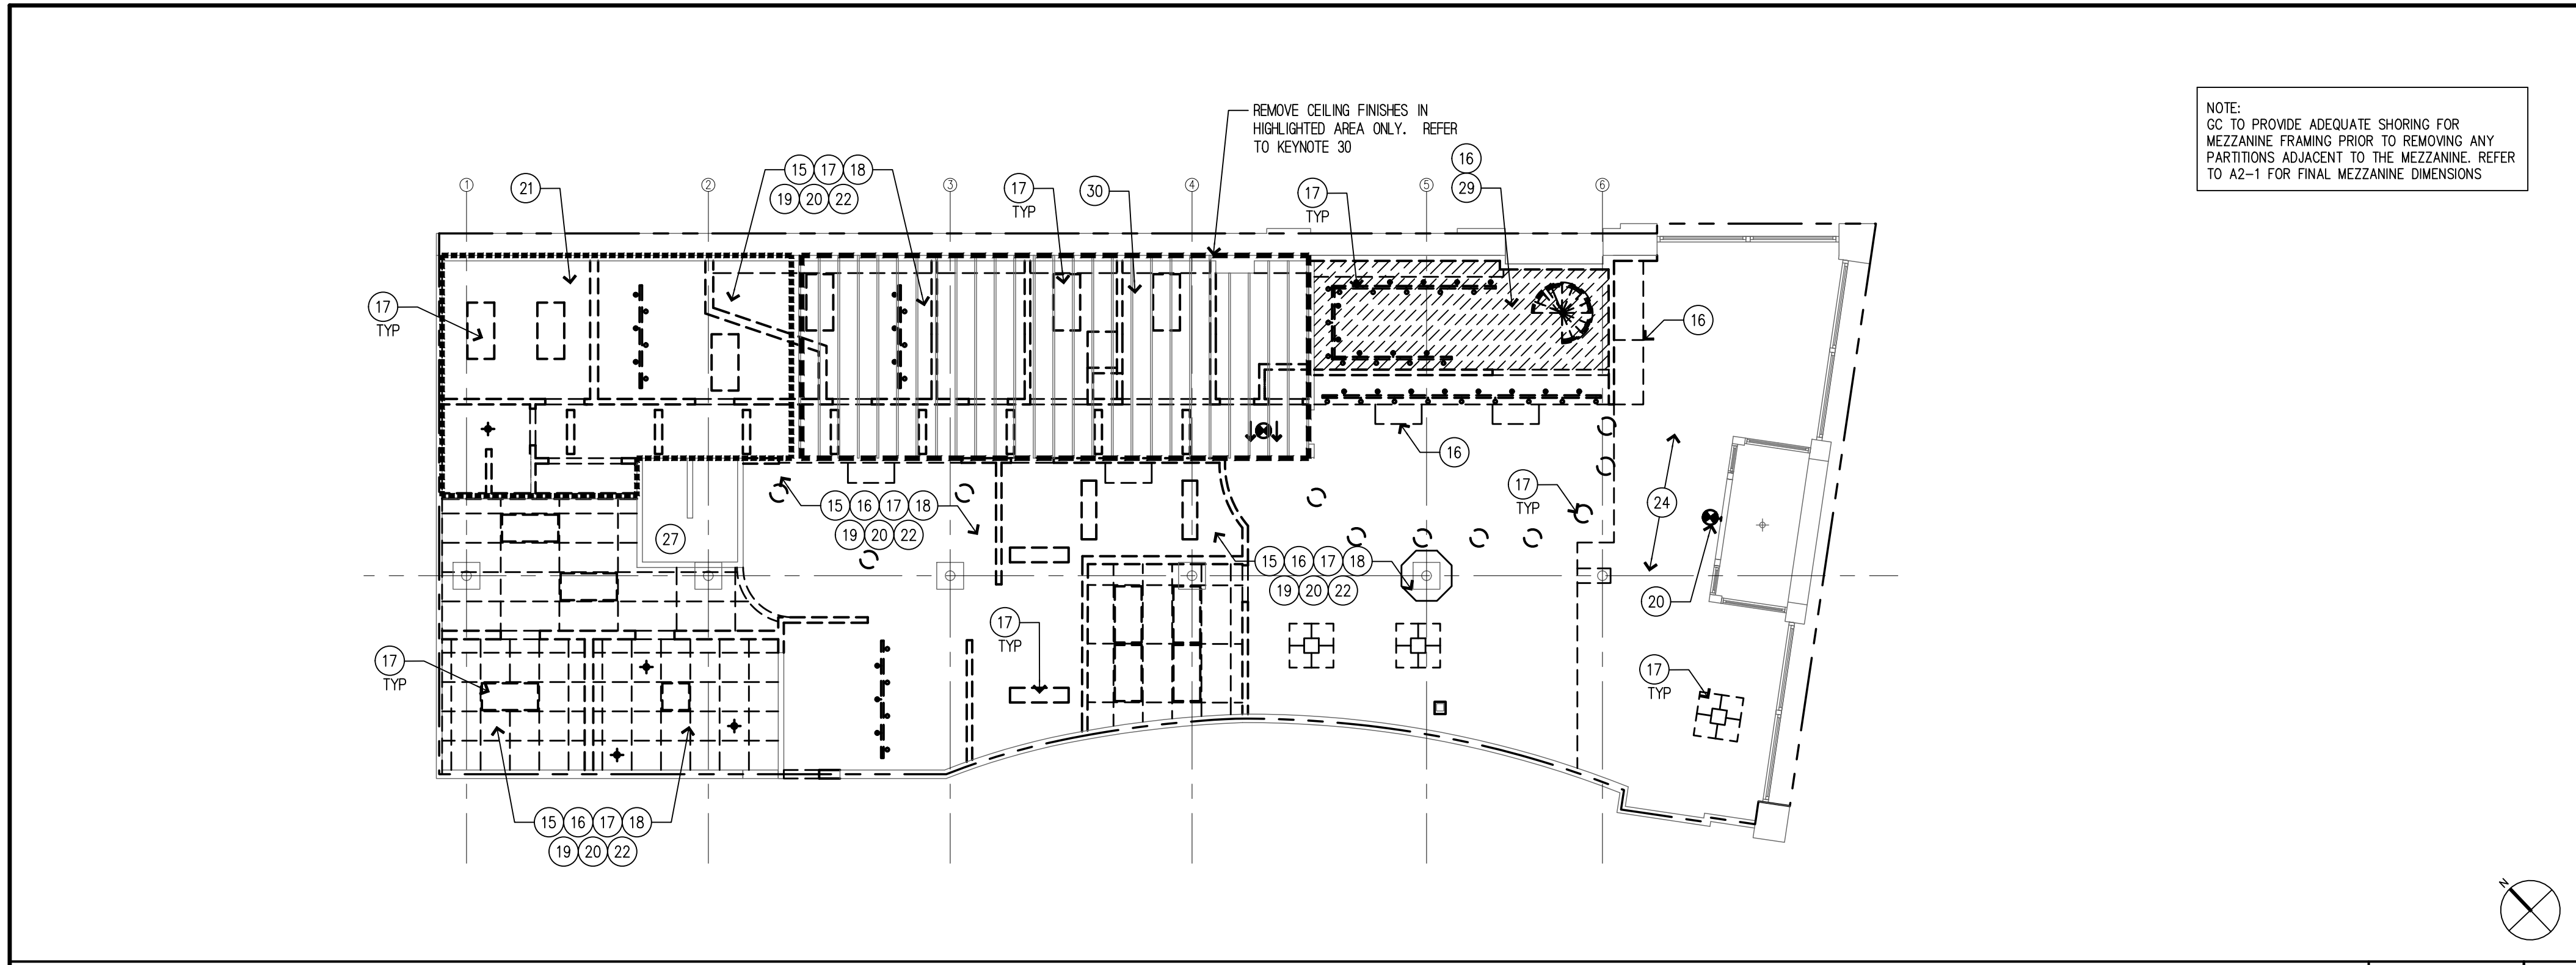 REMOVE CEILING FINISHES IN
HIGHLIGHTED AREA ONLY. REFER
TO KEYNOTE 30
NOTE:
GC TO PROVIDE ADEQUATE SHORING FOR
MEZZANINE FRAMING PRIOR TO REMOVING ANY
PARTITIONS ADJACENT TO THE MEZZANINE. REFER
TO A2-1 FOR FINAL MEZZANINE DIMENSIONS
1
21
2
15 17 18
19 20 22
3
17
TYP
30
4
17
TYP
5
16
29
6
17
TYP
16
16
15 16 17 18
19 20 22
17
TYP
24
27
15 16 17 18
19 20 22
20
17
TYP
17
TYP
17
TYP
15 16 17 18
19 20 22
N